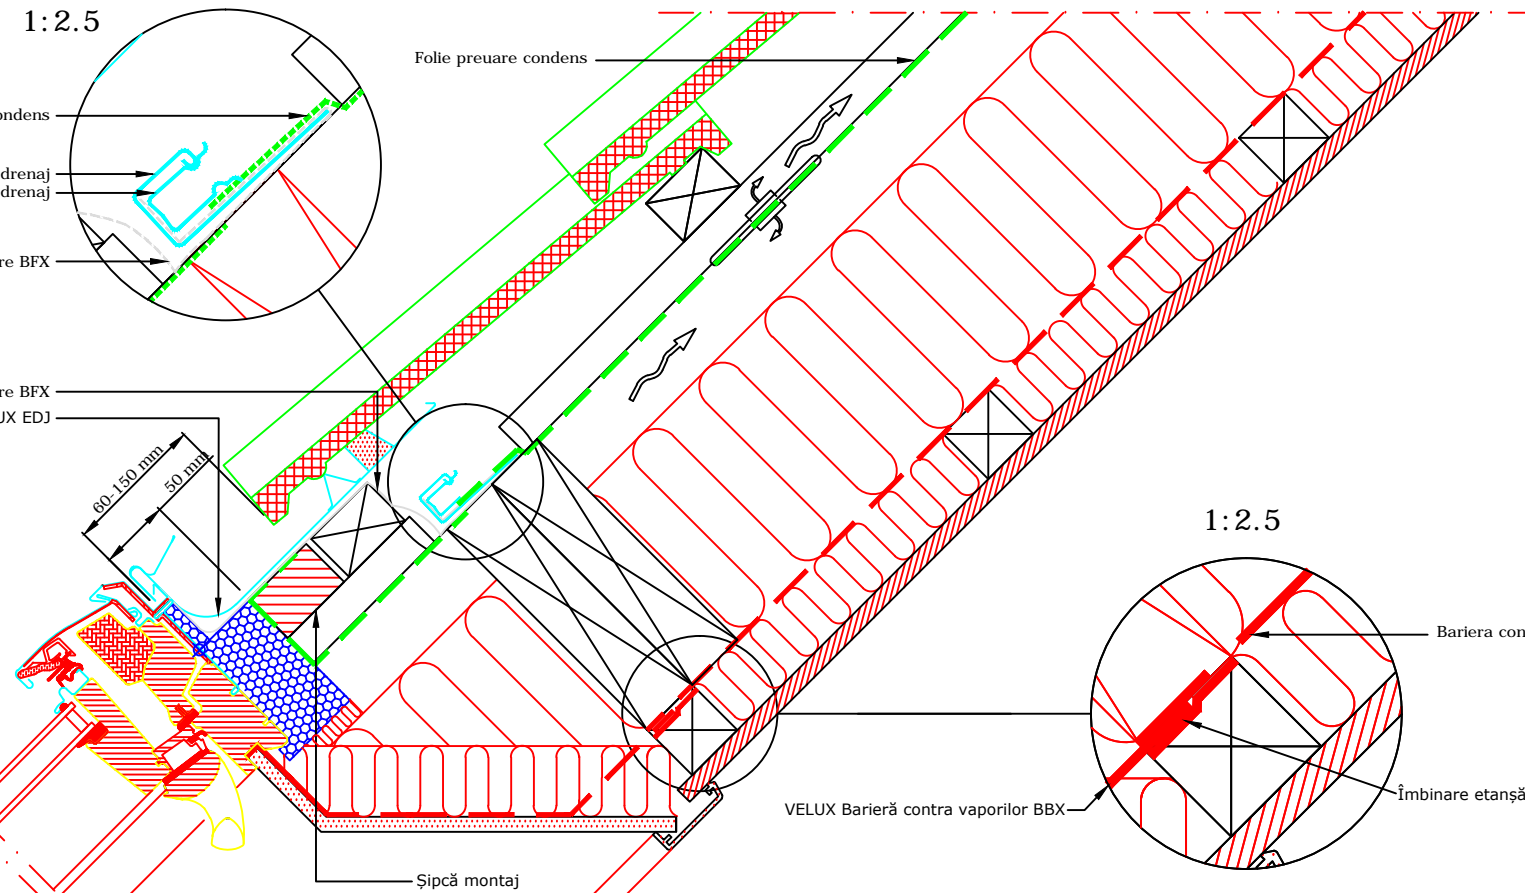 1:2.5
Folie preuare condens
ondens
drenaj
drenaj
re BFX
re BFX
UX EDJ
60-150 mm
50 mm
1:2.5
Bariera con
VELUX Barieră contra vaporilor BBX
Îmbinare etanșă
Șipcă montaj